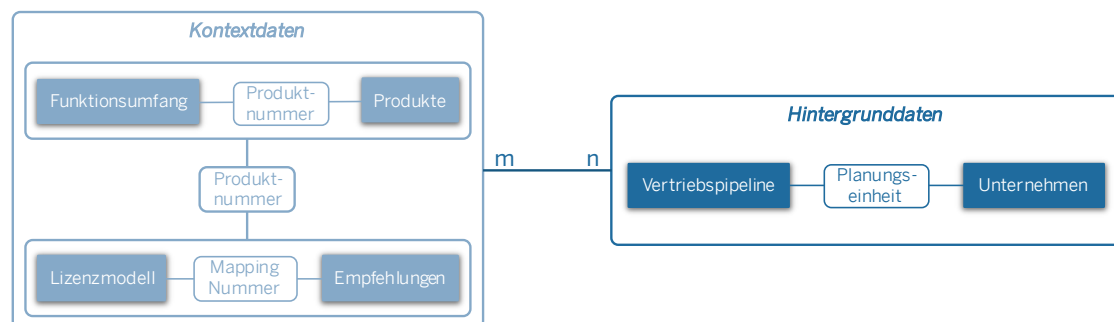 Kontextdaten
Funktionsumfang
Produkt-
nummer
Produkte
Produkt-
nummer
Lizenzmodell
Mapping
Nummer
Empfehlungen
m
n
Hintergrunddaten
Vertriebspipeline
Planungs-
einheit
Unternehmen